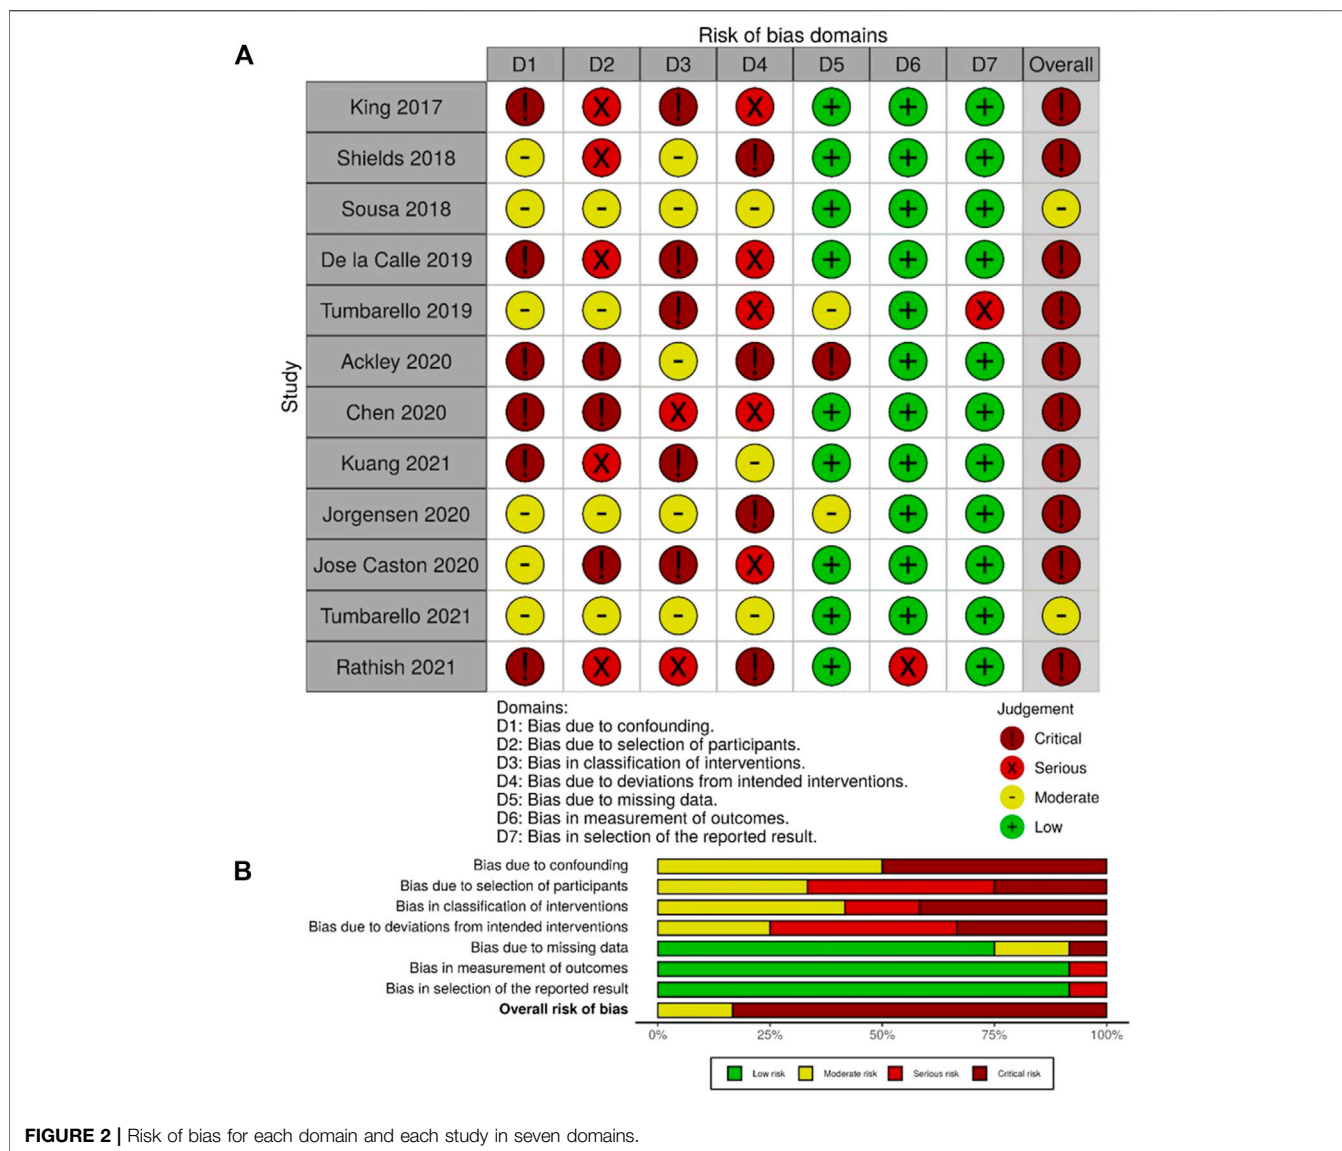 A
Risk of bias domains
D1 D2 D3 D4 D5 D6 D7 Overall
Study
King 2017 ! X ! X + + + !
Shields 2018 - X - ! + + + !
Sousa 2018 - - - - + + + -
De la Calle 2019 ! X ! X + + + !
Tumbarello 2019 - - ! X - + X !
Ackley 2020 ! ! - ! ! + + !
Chen 2020 ! ! X X + + + !
Kuang 2021 ! X ! - + + + !
Jorgensen 2020 - - - ! - + + !
Jose Caston 2020 - ! ! X + + + !
Tumbarello 2021 - - - - + + + -
Rathish 2021 ! X X ! + X + !
Domains:
D1: Bias due to confounding.
D2: Bias due to selection of participants.
D3: Bias in classification of interventions.
D4: Bias due to deviations from intended interventions.
D5: Bias due to missing data.
D6: Bias in measurement of outcomes.
D7: Bias in selection of the reported result.
Judgement
! Critical
X Serious
- Moderate
+ Low
B
Bias due to confounding
Bias due to selection of participants
Bias in classification of interventions
Bias due to deviations from intended interventions
Bias due to missing data
Bias in measurement of outcomes
Bias in selection of the reported result
Overall risk of bias
0% 25% 50% 75% 100%
Low risk Moderate risk Serious risk Critical risk
FIGURE 2 | Risk of bias for each domain and each study in seven domains.